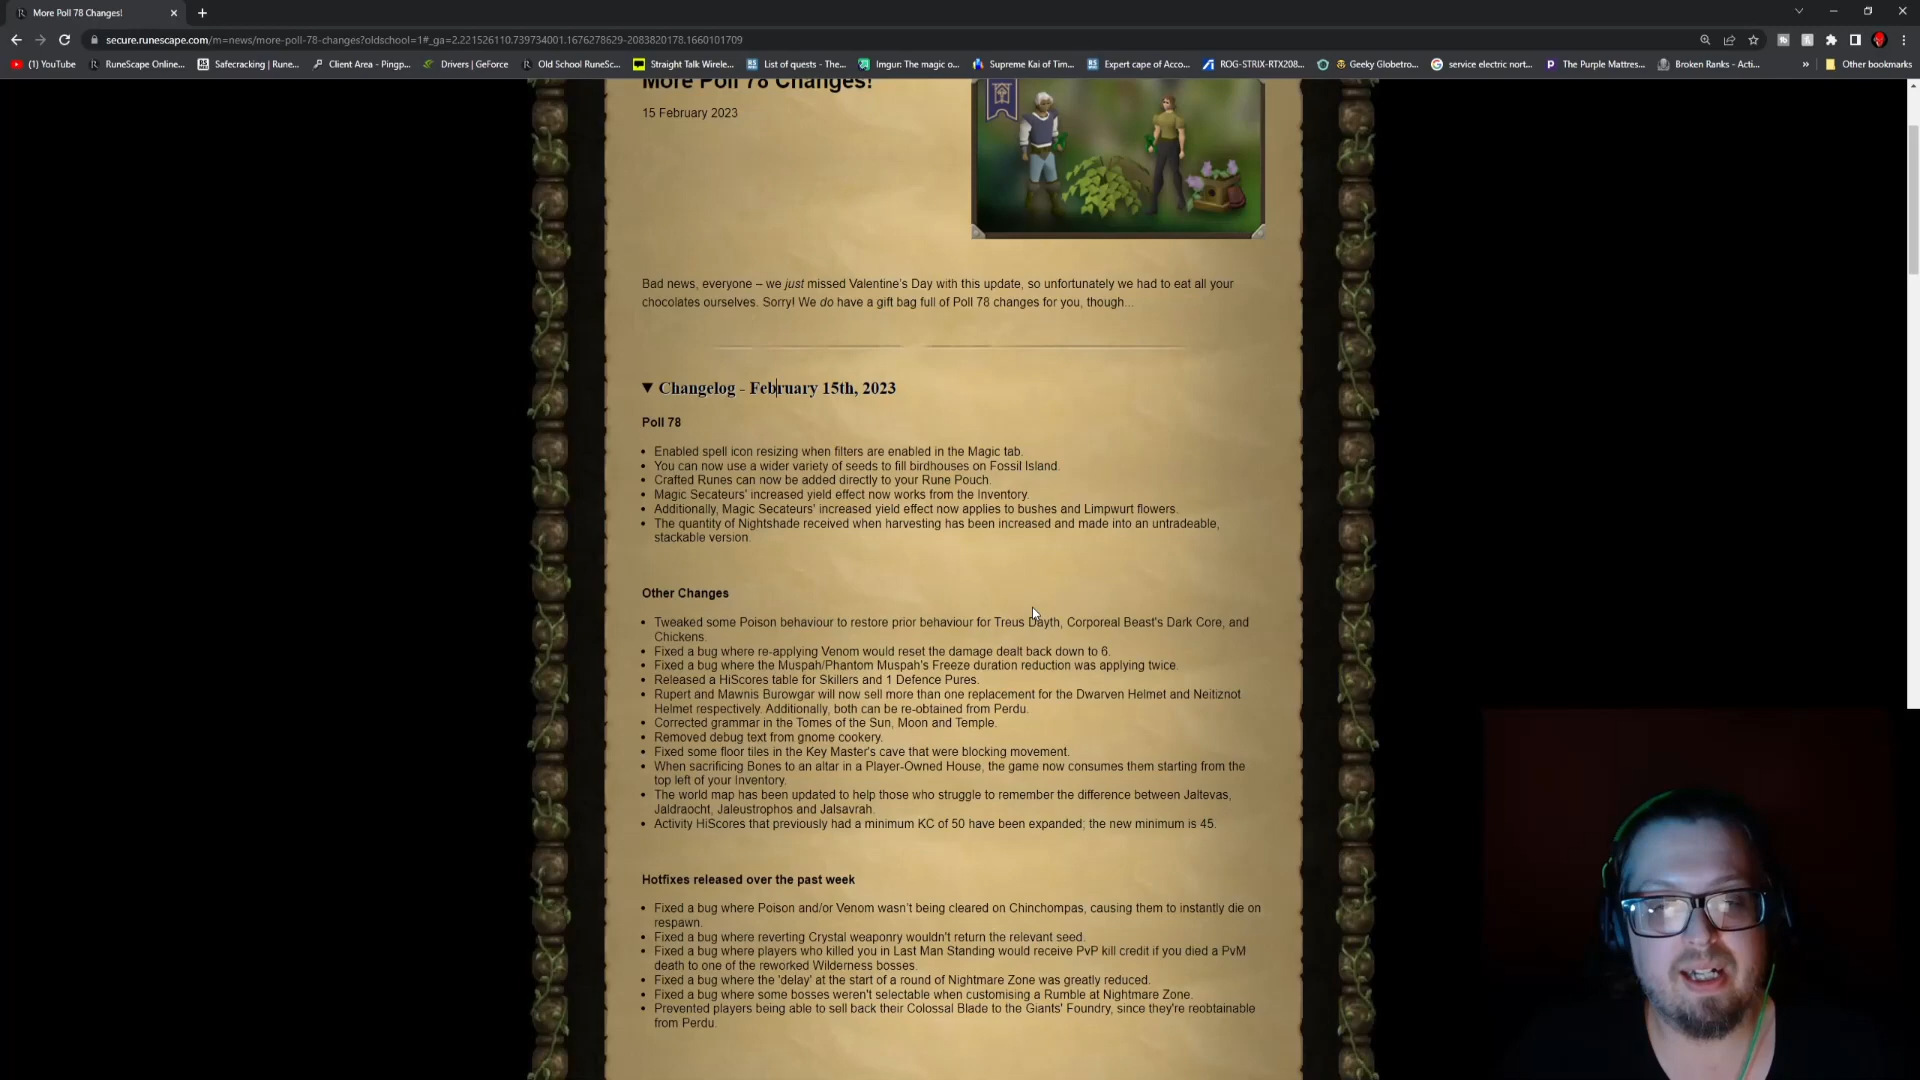 More Poll 78 Changes!
secure.runescape.com/m=news/more-poll-78-changes?oldschool=1#_ga=2.221526110.739734001.1676278629-2083820178.1660101709
(1) YouTube
RuneScape Online...
Safecracking | Rune...
Client Area - Pingp...
Drivers | GeForce
Old School RuneSc...
Straight Talk Wirele...
List of quests - The...
Imgur: The magic o...
Supreme Kai of Tim...
Expert cape of Acco...
ROG-STRIX-RTX208...
Geeky Globetro...
service electric nort...
The Purple Mattres...
Broken Ranks - Acti...
»
Other bookmarks
More Poll 78 Changes!
15 February 2023
Bad news, everyone – we just missed Valentine's Day with this update, so unfortunately we had to eat all your
chocolates ourselves. Sorry! We do have a gift bag full of Poll 78 changes for you, though...
Changelog - February 15th, 2023
Poll 78
Enabled spell icon resizing when filters are enabled in the Magic tab.
You can now use a wider variety of seeds to fill birdhouses on Fossil Island.
Crafted Runes can now be added directly to your Rune Pouch.
Magic Secateurs' increased yield effect now works from the Inventory.
Additionally, Magic Secateurs' increased yield effect now applies to bushes and Limpwurt flowers.
The quantity of Nightshade received when harvesting has been increased and made into an untradeable,
stackable version.
Other Changes
Tweaked some Poison behaviour to restore prior behaviour for Treus Dayth, Corporeal Beast's Dark Core, and
Chickens.
Fixed a bug where re-applying Venom would reset the damage dealt back down to 6.
Fixed a bug where the Muspah/Phantom Muspah's Freeze duration reduction was applying twice.
Released a HiScores table for Skillers and 1 Defence Pures.
Rupert and Mawnis Burowgar will now sell more than one replacement for the Dwarven Helmet and Neitiznot
Helmet respectively. Additionally, both can be re-obtained from Perdu.
Corrected grammar in the Tomes of the Sun, Moon and Temple.
Removed debug text from gnome cookery.
Fixed some floor tiles in the Key Master's cave that were blocking movement.
When sacrificing Bones to an altar in a Player-Owned House, the game now consumes them starting from the
top left of your Inventory.
The world map has been updated to help those who struggle to remember the difference between Jaltevas,
Jaldraocht, Jaleustrophos and Jalsavrah.
Activity HiScores that previously had a minimum KC of 50 have been expanded; the new minimum is 45.
Hotfixes released over the past week
Fixed a bug where Poison and/or Venom wasn't being cleared on Chinchompas, causing them to instantly die on
respawn.
Fixed a bug where reverting Crystal weaponry wouldn't return the relevant seed.
Fixed a bug where players who killed you in Last Man Standing would receive PvP kill credit if you died a PvM
death to one of the reworked Wilderness bosses.
Fixed a bug where the 'delay' at the start of a round of Nightmare Zone was greatly reduced.
Fixed a bug where some bosses weren't selectable when customising a Rumble at Nightmare Zone.
Prevented players being able to sell back their Colossal Blade to the Giants' Foundry, since they're reobtainable
from Perdu.